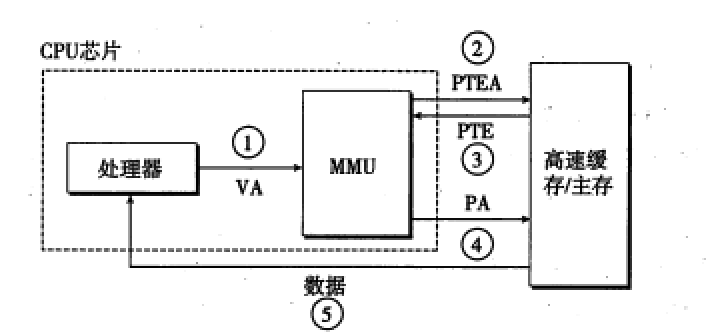 CPU芯片
②
PTEA
①
PTE
处理器
MMU
③
高速缓
存/主存
VA
PA
④
数据
⑤